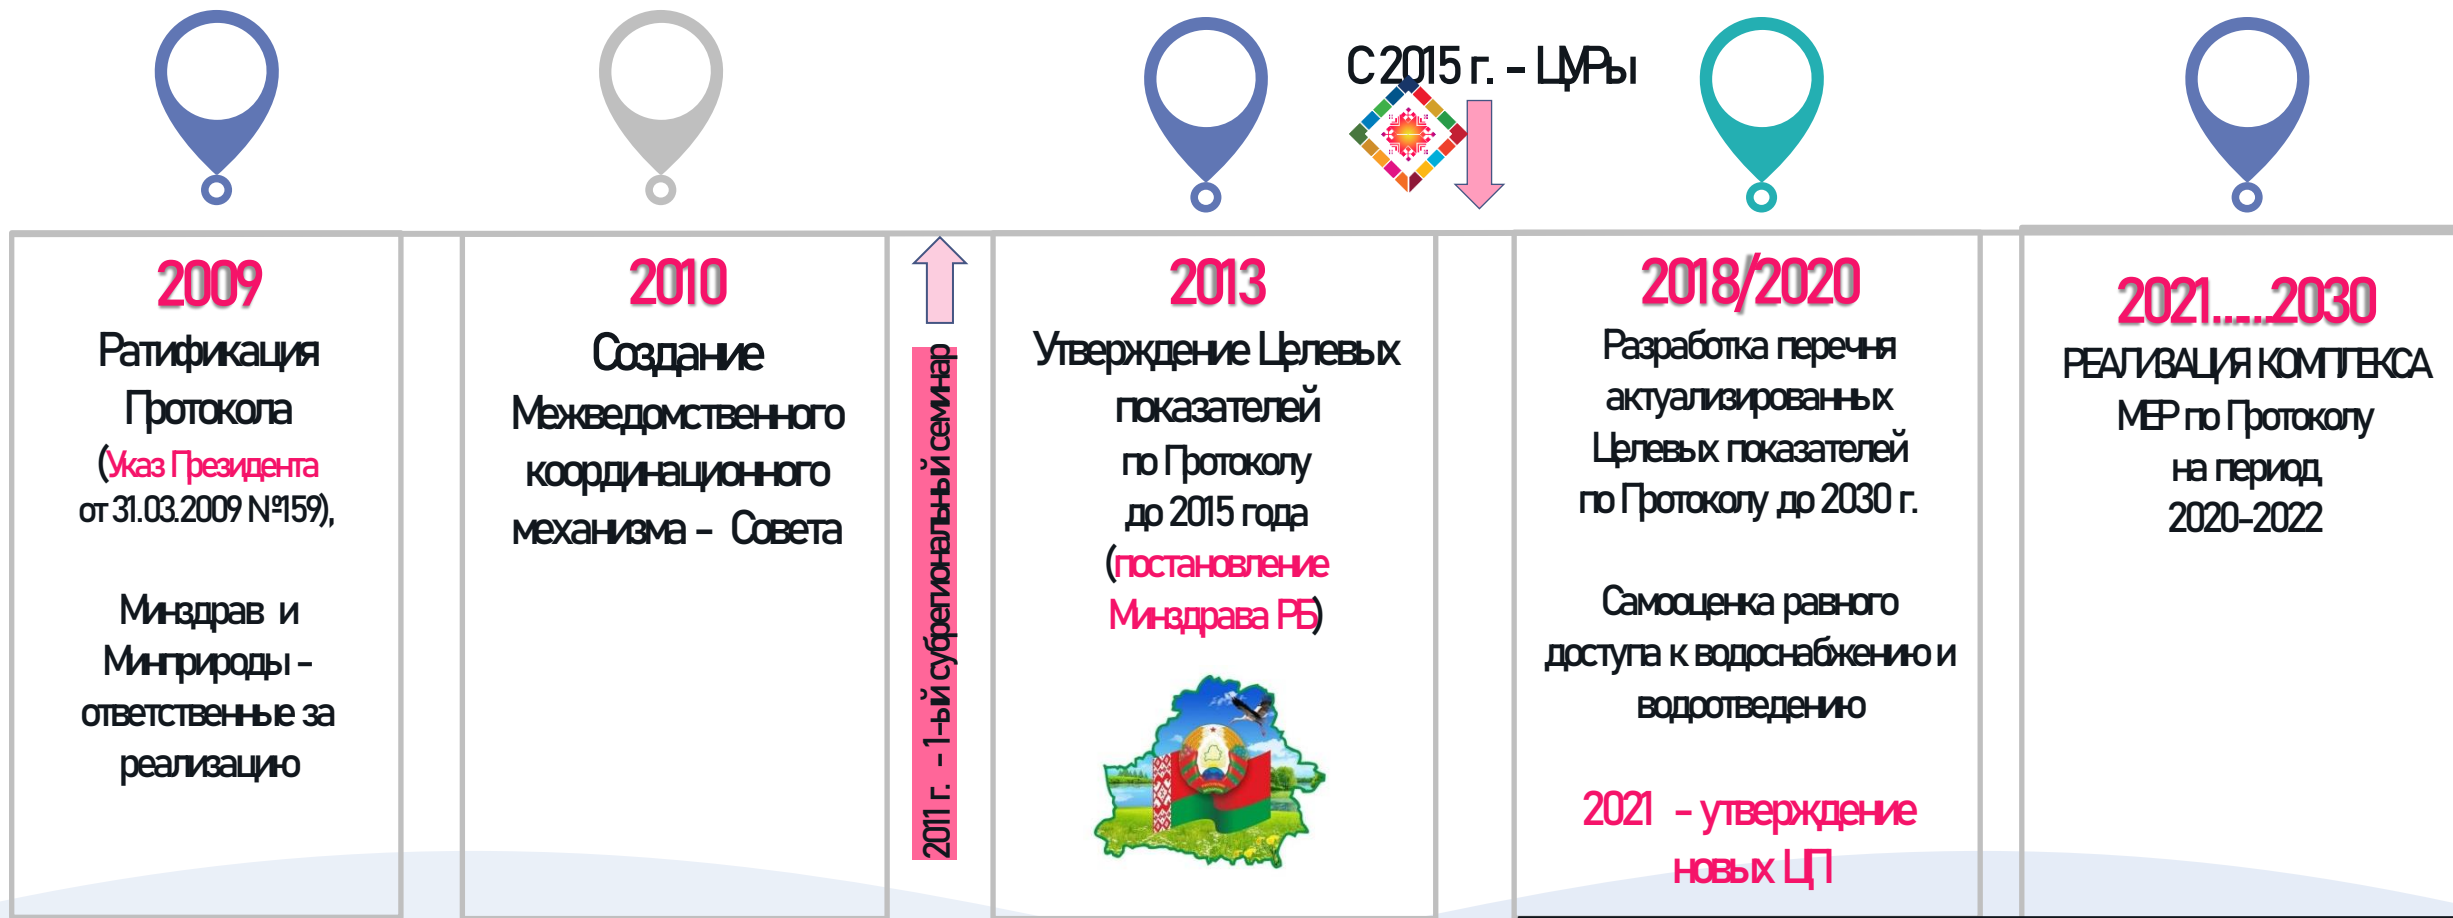 С 2015 г. - ЦУРы
2009
Ратификация
Протокола
(Указ Президента
от 31.03.2009 №159),
Минздрав и
Минприроды -
ответственные за
реализацию
2010
Создание
Межведомственного
координационного
механизма - Совета
2011 г. - 1-ый субрегиональный семинар
2013
Утверждение Целевых
показателей
по Протоколу
до 2015 года
(постановление
Минздрава РБ)
2018/2020
Разработка перечня
актуализированных
Целевых показателей
по Протоколу до 2030 г.
Самооценка равного
доступа к водоснабжению и
водоотведению
2021 - утверждение
новых ЦП
2021......2030
РЕАЛИЗАЦИЯ КОМПЛЕКСА
МЕР по Протоколу
на период
2020-2022